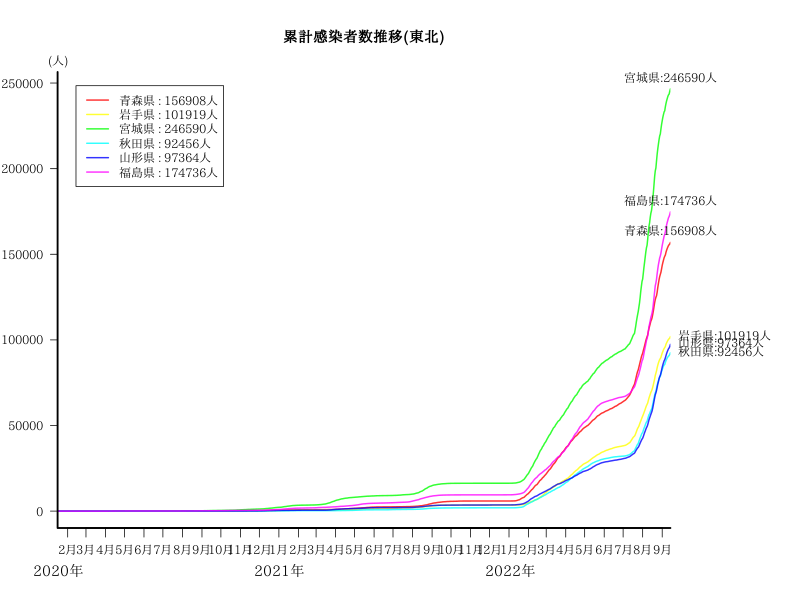 累計感染者数推移(東北)
(人)
宮城県:246590人
250000
青森県 : 156908人
岩手県 : 101919人
宮城県 : 246590人
秋田県 : 92456人
山形県 : 97364人
福島県 : 174736人
200000
福島県:174736人
青森県:156908人
150000
100000
岩手県:101919人
山形県:97364人
秋田県:92456人
50000
0
2月3月4月5月6月7月8月9月10月11月12月1月2月3月4月5月6月7月8月9月10月11月12月1月2月3月4月5月6月7月8月9月
2020年 2021年 2022年